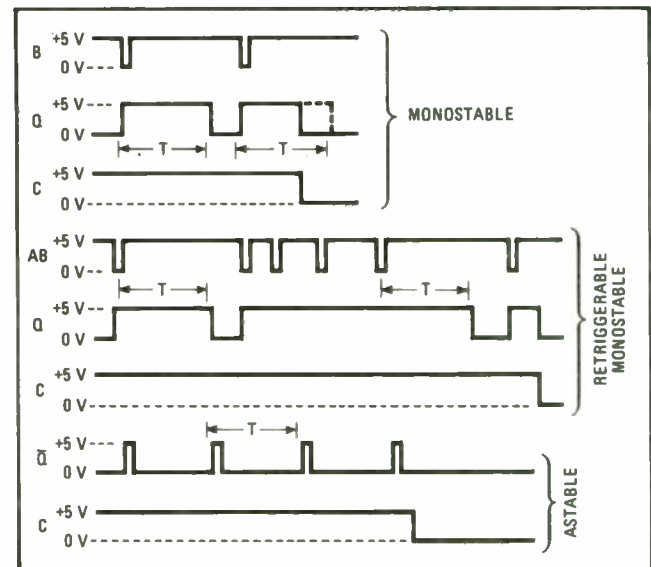 B +5 V
0 V
Q +5 V
0 V
T T
C +5 V
0 V
MONOSTABLE
AB +5 V
0 V
T T
Q +5 V
0 V
C +5 V
0 V
RETRIGGERABLE
MONOSTABLE
T
Q̅ +5 V
0 V
C +5 V
0 V
ASTABLE